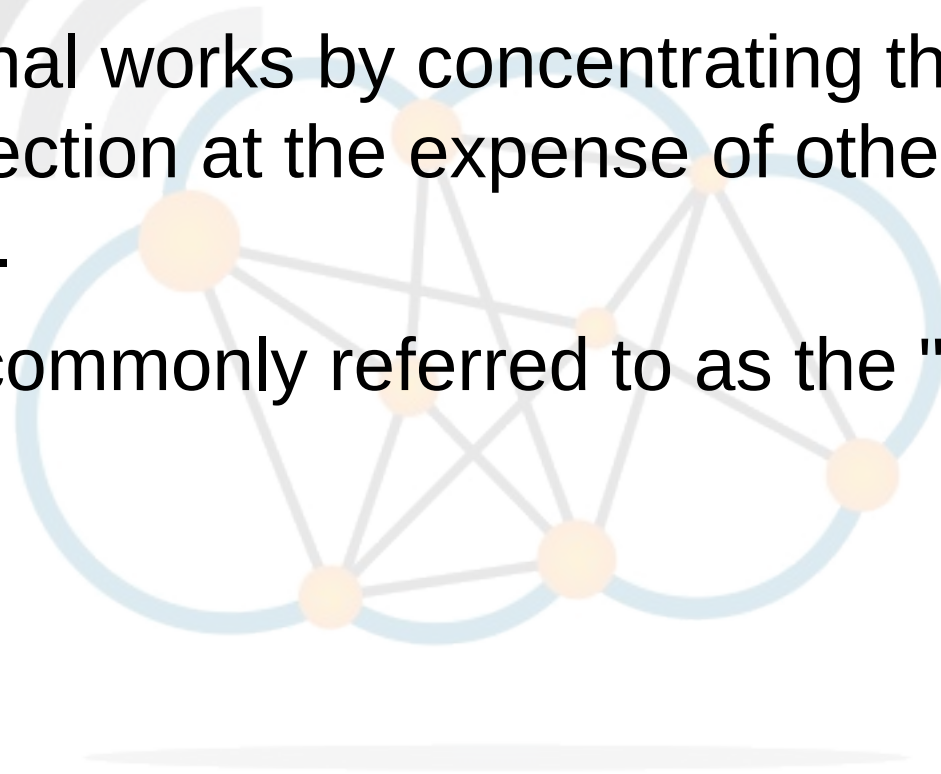 nal works by concentrating th
ection at the expense of othe
.
commonly referred to as the "